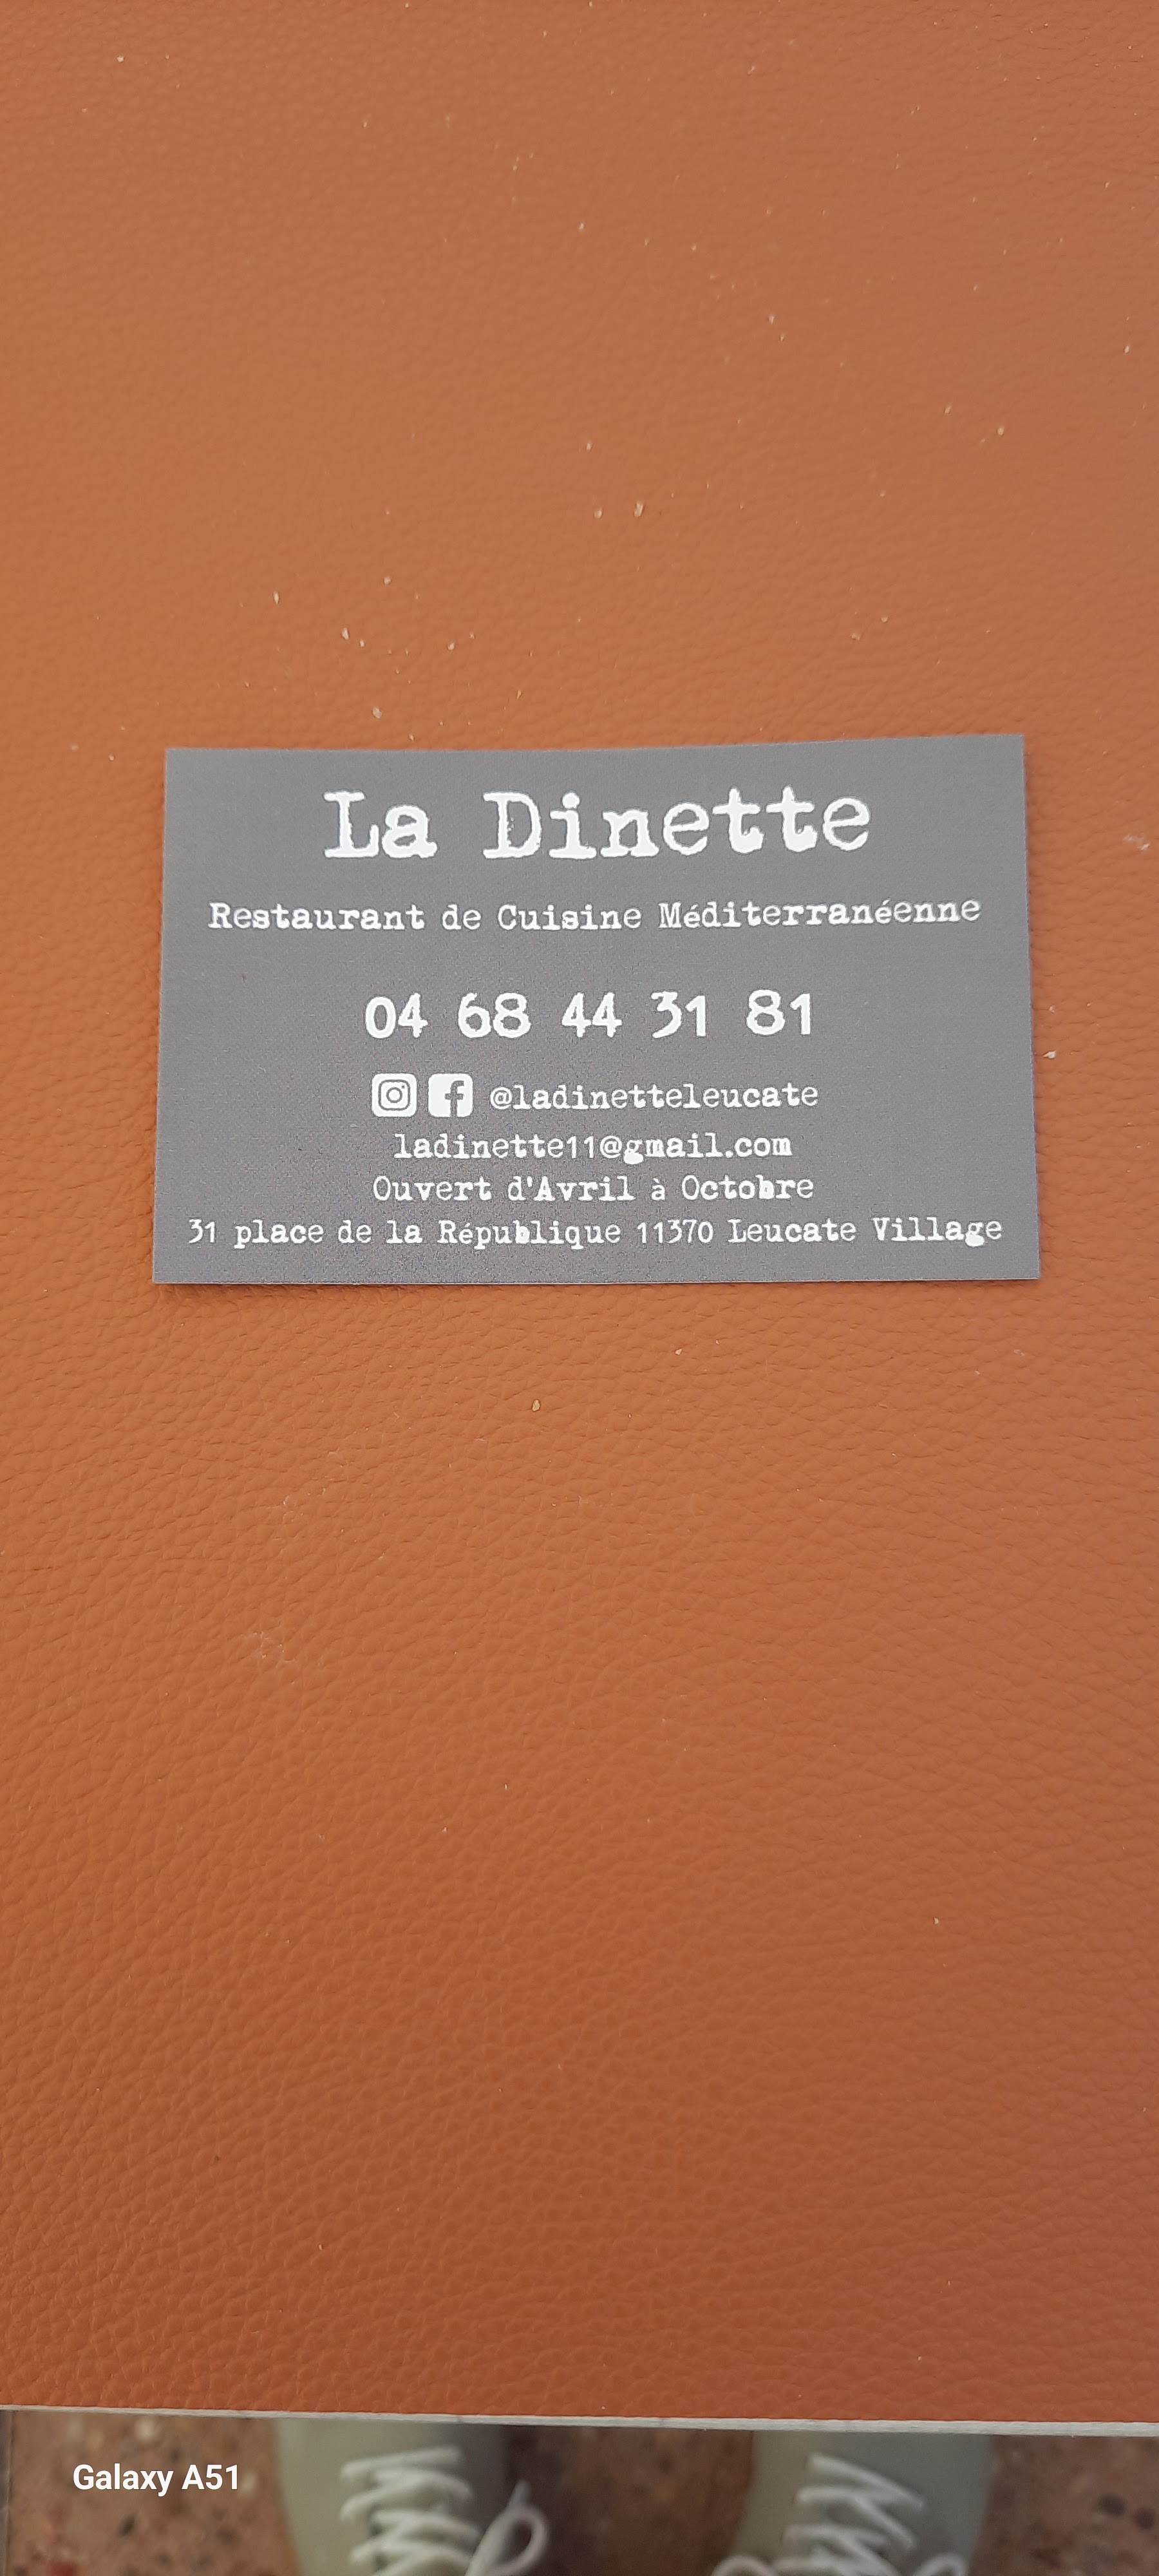 La Dinette
Restaurant de Cuisine Méditerranéenne
04 68 44 31 81
@ladinetteleucate
ladinette11@gmail.com
Ouvert d'Avril à Octobre
31 place de la République 11370 Leucate Village
Galaxy A51